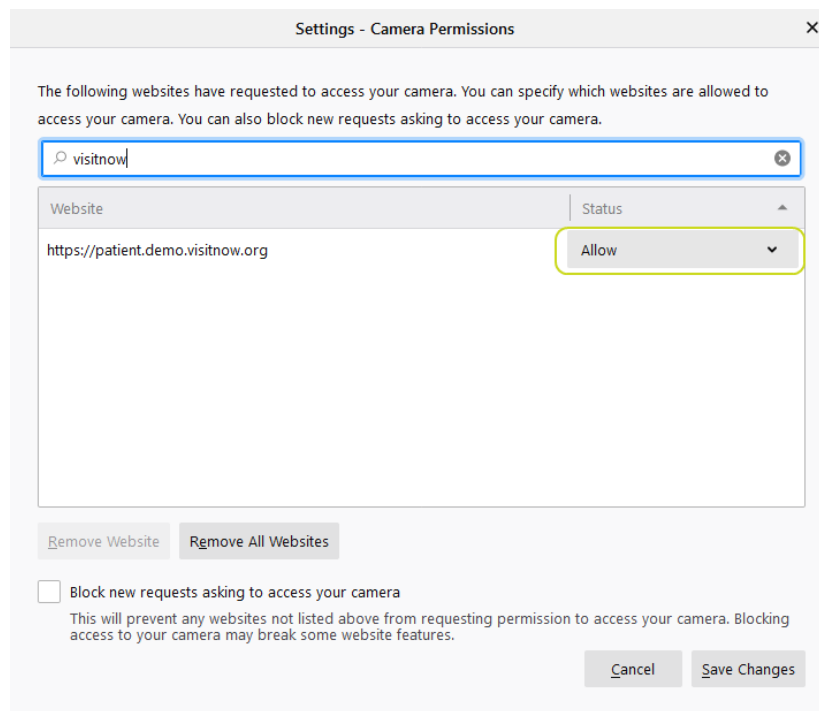 Settings - Camera Permissions
The following websites have requested to access your camera. You can specify which websites are allowed to
access your camera. You can also block new requests asking to access your camera.
visitnow
Website Status
https://patient.demo.visitnow.org Allow
Remove Website Remove All Websites
Block new requests asking to access your camera
This will prevent any websites not listed above from requesting permission to access your camera. Blocking
access to your camera may break some website features.
Cancel Save Changes